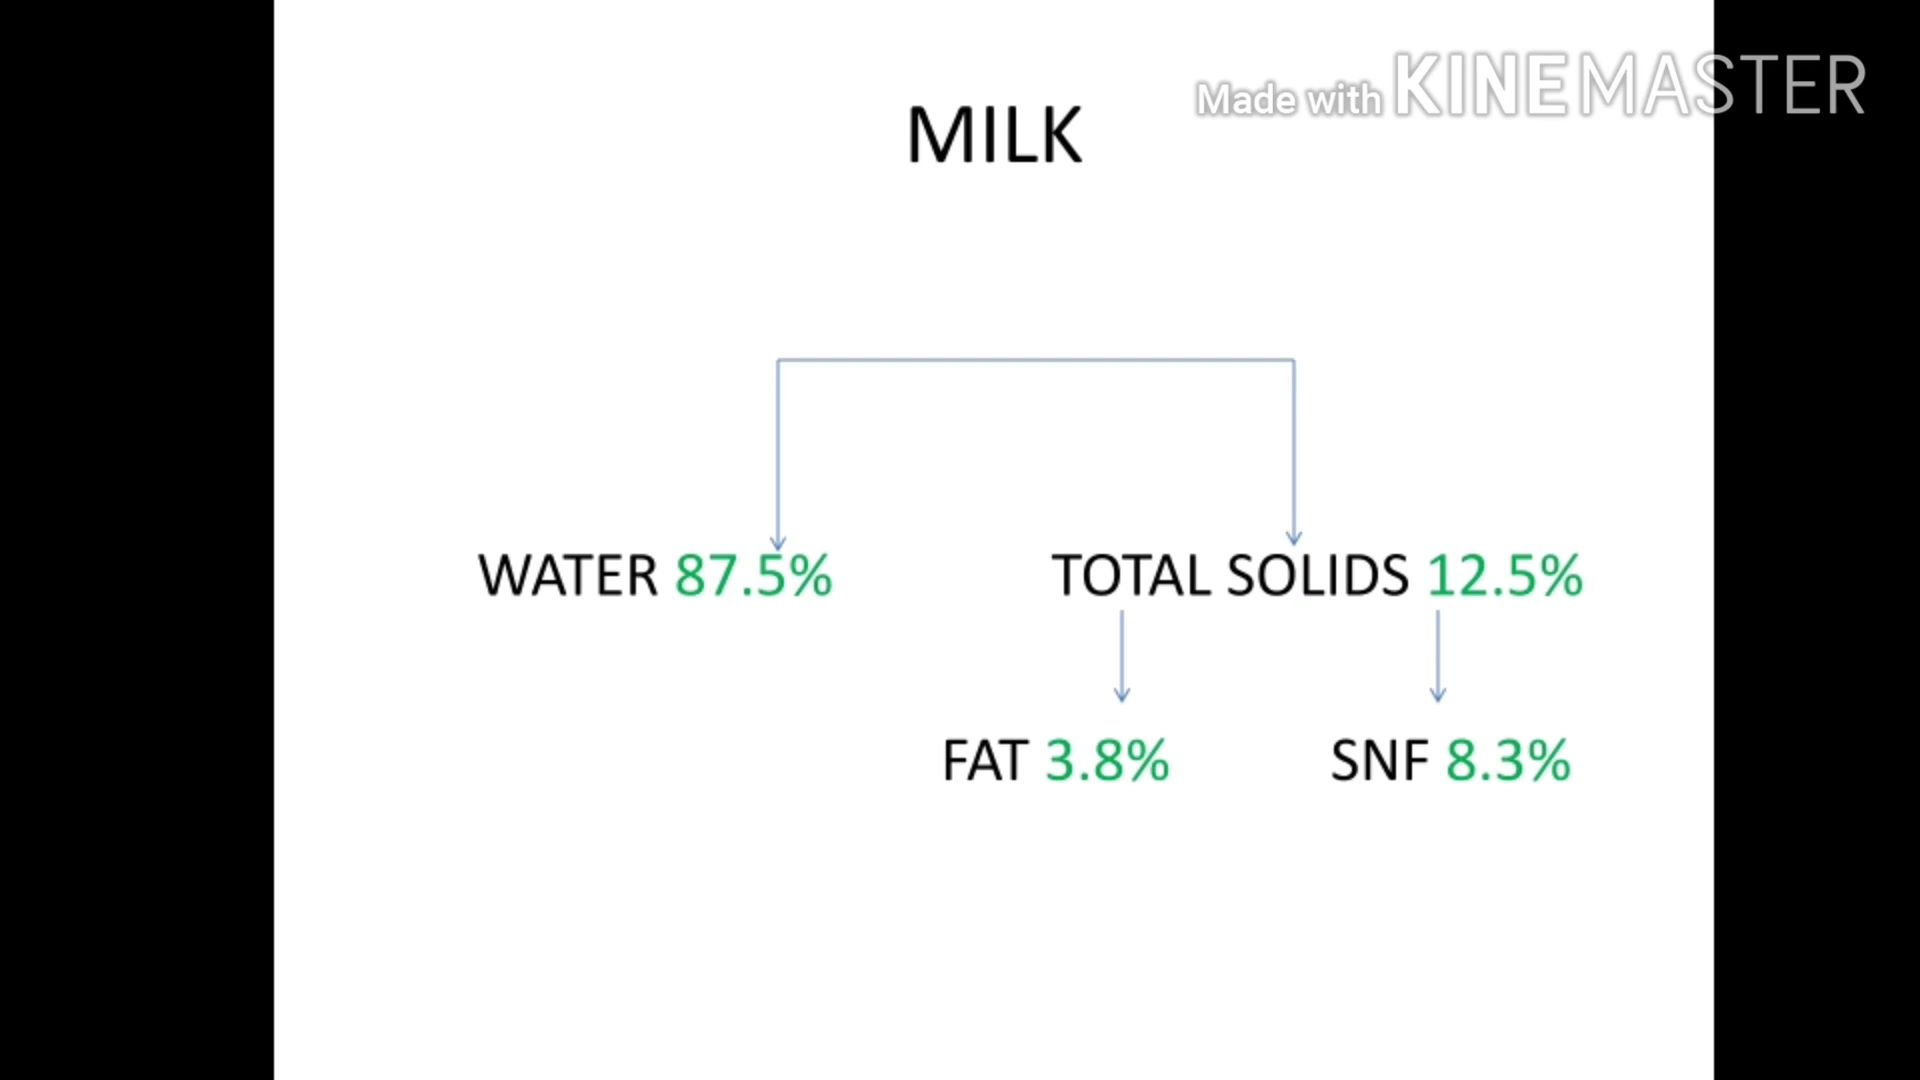 Made with KINEMASTER
MILK
WATER 87.5%
TOTAL SOLIDS 12.5%
FAT 3.8%
SNF 8.3%